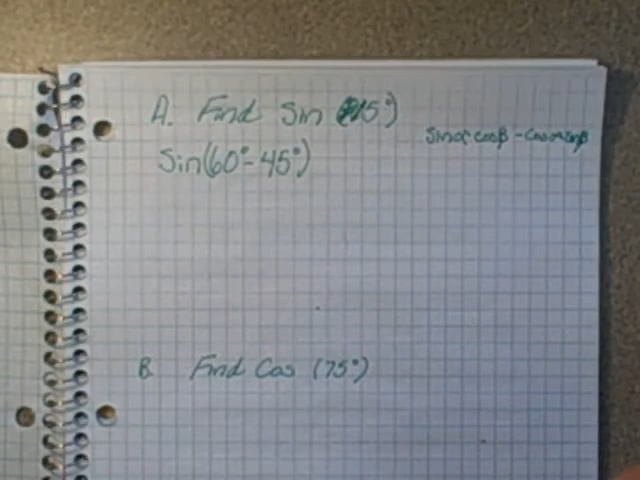 A. Find Sin (15°)
Sinα cosβ - cosα sinβ
Sin(60°-45°)
B. Find Cos (75°)